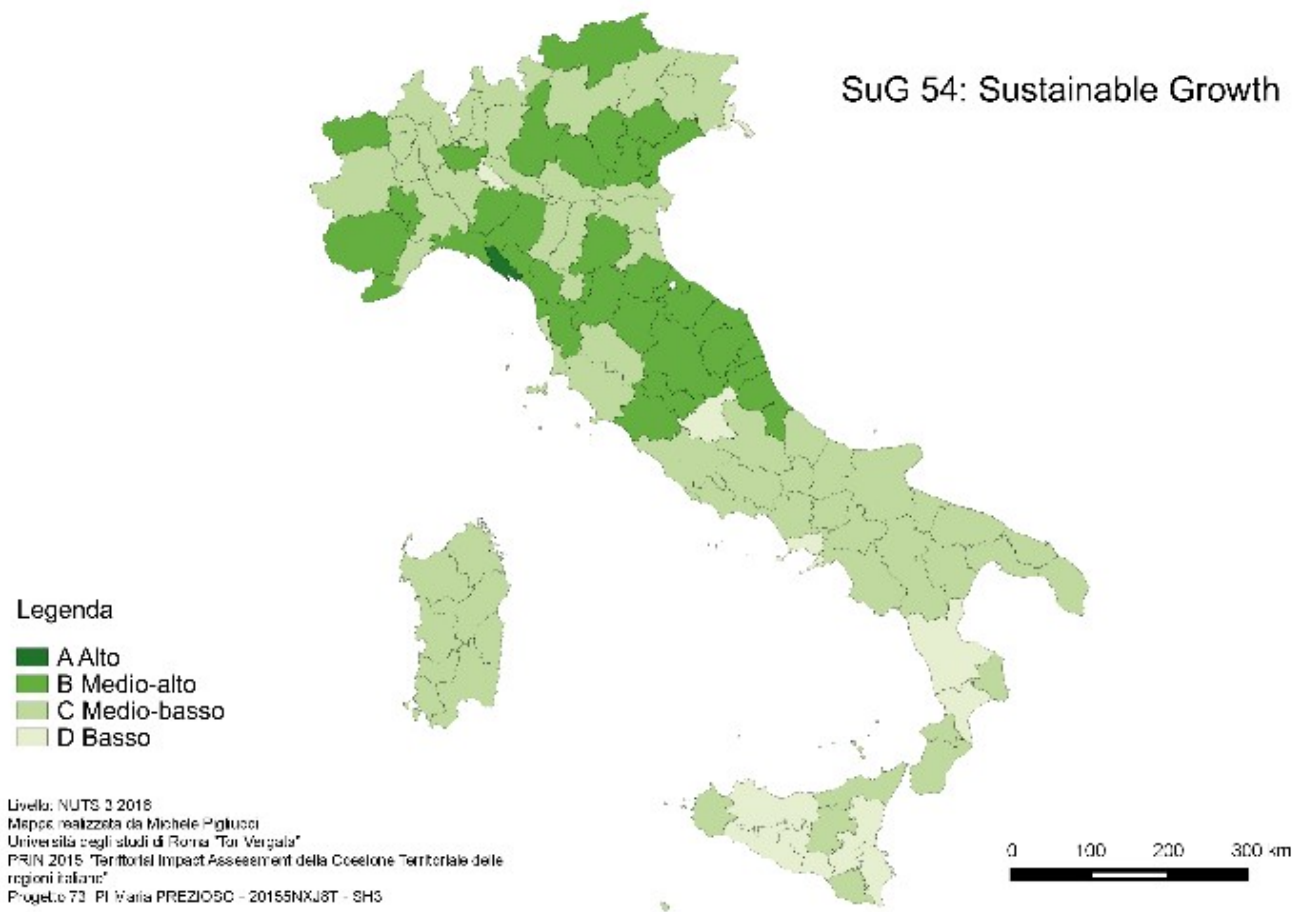 SuG 54: Sustainable Growth
Legenda
A Alto
B Medio-alto
C Medio-basso
D Basso
Livello: NUTS 3 2016
Mappa realizzata da Michele Pigliucci
Università degli studi di Roma "Tor Vergata"
PRIN 2015 "Territorial Impact Assessment della Coesione Territoriale delle
regioni italiane"
Progetto 73 PI Maria PREZIOSO - 20155NXJ8T - SH3
0 100 200 300 km